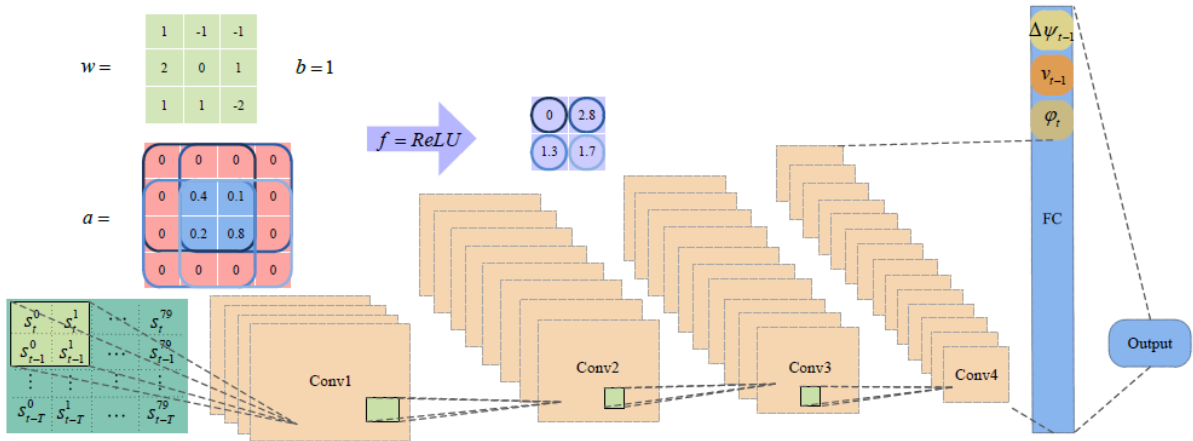 w =
1 -1 -1
2 0 1
1 1 -2
b = 1
a =
0 0 0 0
0 0.4 0.1 0
0 0.2 0.8 0
0 0 0 0
f = ReLU
0 2.8
1.3 1.7
Δψ_{t-1}
v_{t-1}
φ_t
FC
Output
S_t^0 S_t^1 ... S_t^{79}
S_{t-1}^0 S_{t-1}^1 ... S_{t-1}^{79}
⋮ ⋮ ⋱ ⋮
S_{t-T}^0 S_{t-T}^1 ... S_{t-T}^{79}
Conv1
Conv2
Conv3
Conv4